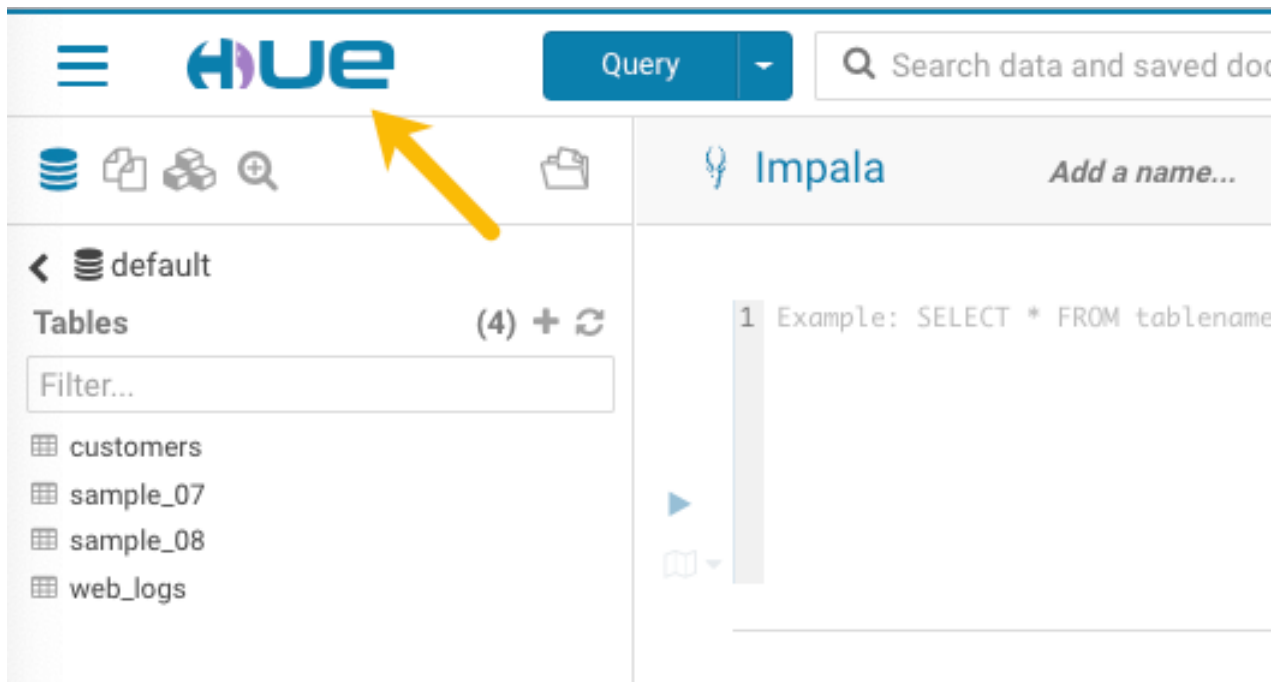 HUE
Query
Search data and saved doc
Impala
Add a name...
default
Tables (4)
Filter...
1 Example: SELECT * FROM tablename
customers
sample_07
sample_08
web_logs